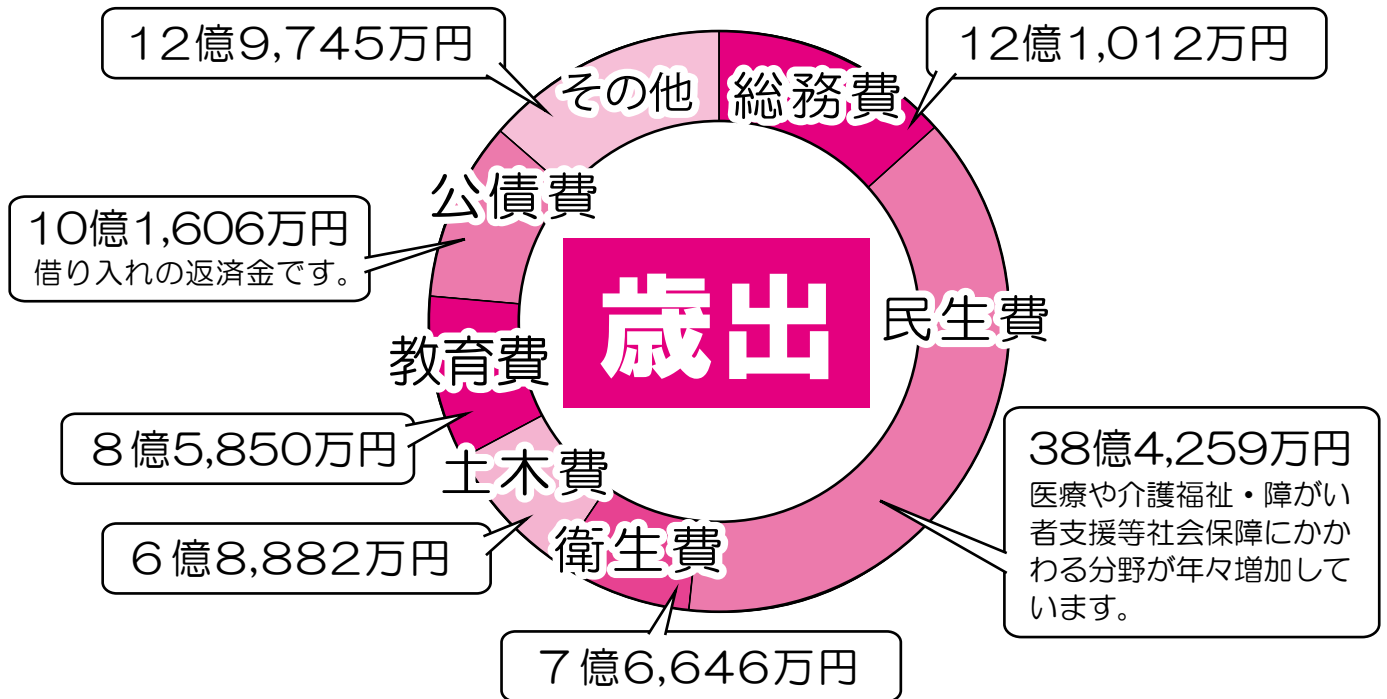 歳出
総務費
12億1,012万円
民生費
38億4,259万円
医療や介護福祉・障がい
者支援等社会保障にかか
わる分野が年々増加して
います。
衛生費
7億6,646万円
土木費
6億8,882万円
教育費
8億5,850万円
公債費
10億1,606万円
借り入れの返済金です。
その他
12億9,745万円